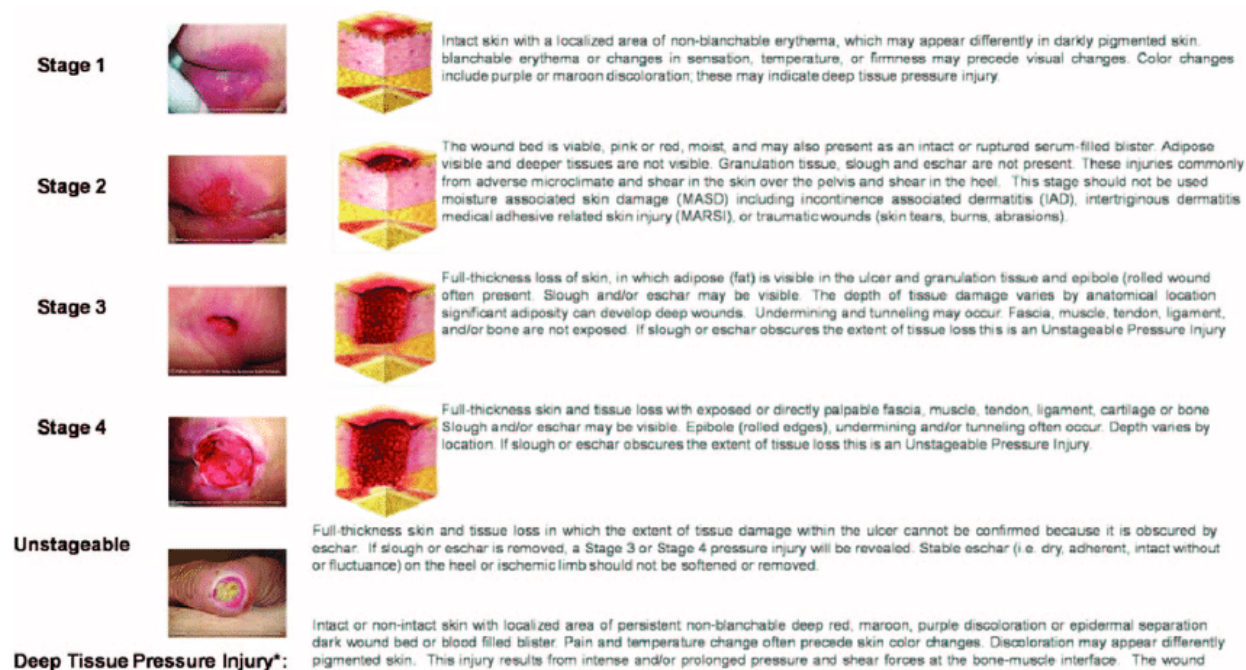 Stage 1
Intact skin with a localized area of non-blanchable erythema, which may appear differently in darkly pigmented skin.
blanchable erythema or changes in sensation, temperature, or firmness may precede visual changes. Color changes
include purple or maroon discoloration; these may indicate deep tissue pressure injury.
Stage 2
The wound bed is viable, pink or red, moist, and may also present as an intact or ruptured serum-filled blister. Adipose
visible and deeper tissues are not visible. Granulation tissue, slough and eschar are not present. These injuries commonly
from adverse microclimate and shear in the skin over the pelvis and shear in the heel. This stage should not be used
moisture associated skin damage (MASD) including incontinence associated dermatitis (IAD), intertriginous dermatitis
medical adhesive related skin injury (MARSI), or traumatic wounds (skin tears, burns, abrasions).
Stage 3
Full-thickness loss of skin, in which adipose (fat) is visible in the ulcer and granulation tissue and epibole (rolled wound
often present. Slough and/or eschar may be visible. The depth of tissue damage varies by anatomical location
significant adiposity can develop deep wounds. Undermining and tunneling may occur. Fascia, muscle, tendon, ligament,
and/or bone are not exposed. If slough or eschar obscures the extent of tissue loss this is an Unstageable Pressure Injury
Stage 4
Full-thickness skin and tissue loss with exposed or directly palpable fascia, muscle, tendon, ligament, cartilage or bone
Slough and/or eschar may be visible. Epibole (rolled edges), undermining and/or tunneling often occur. Depth varies by
location. If slough or eschar obscures the extent of tissue loss this is an Unstageable Pressure Injury.
Unstageable
Full-thickness skin and tissue loss in which the extent of tissue damage within the ulcer cannot be confirmed because it is obscured by
eschar. If slough or eschar is removed, a Stage 3 or Stage 4 pressure injury will be revealed. Stable eschar (i.e. dry, adherent, intact without
or fluctuance) on the heel or ischemic limb should not be softened or removed.
Deep Tissue Pressure Injury*:
Intact or non-intact skin with localized area of persistent non-blanchable deep red, maroon, purple discoloration or epidermal separation
dark wound bed or blood filled blister. Pain and temperature change often precede skin color changes. Discoloration may appear differently
pigmented skin. This injury results from intense and/or prolonged pressure and shear forces at the bone-muscle interface. The wound